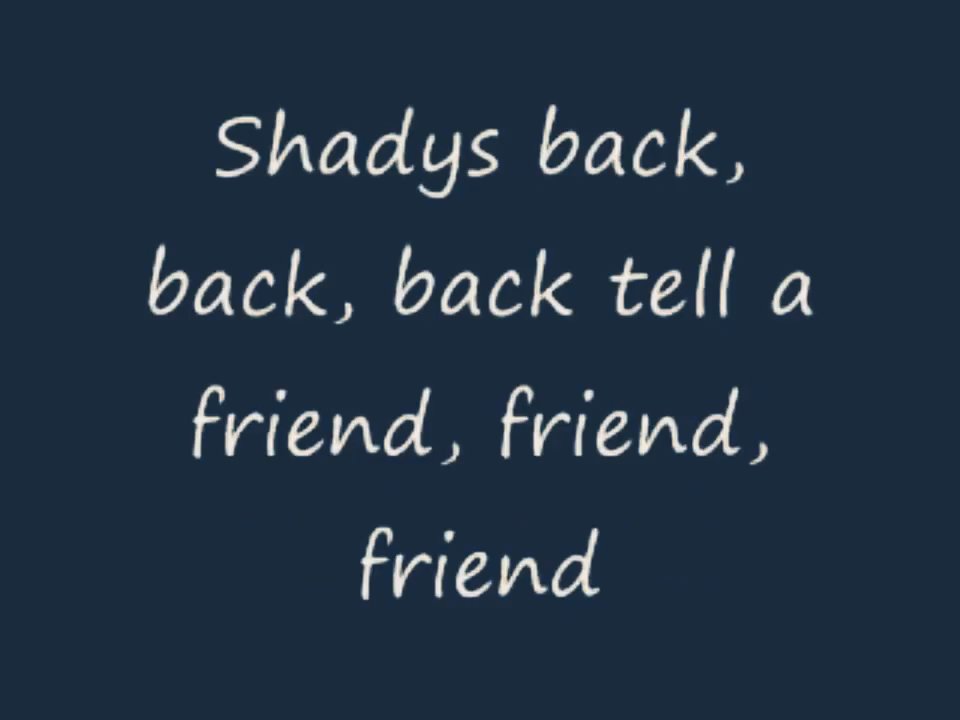 Shadys back,
back, back tell a
friend, friend,
friend